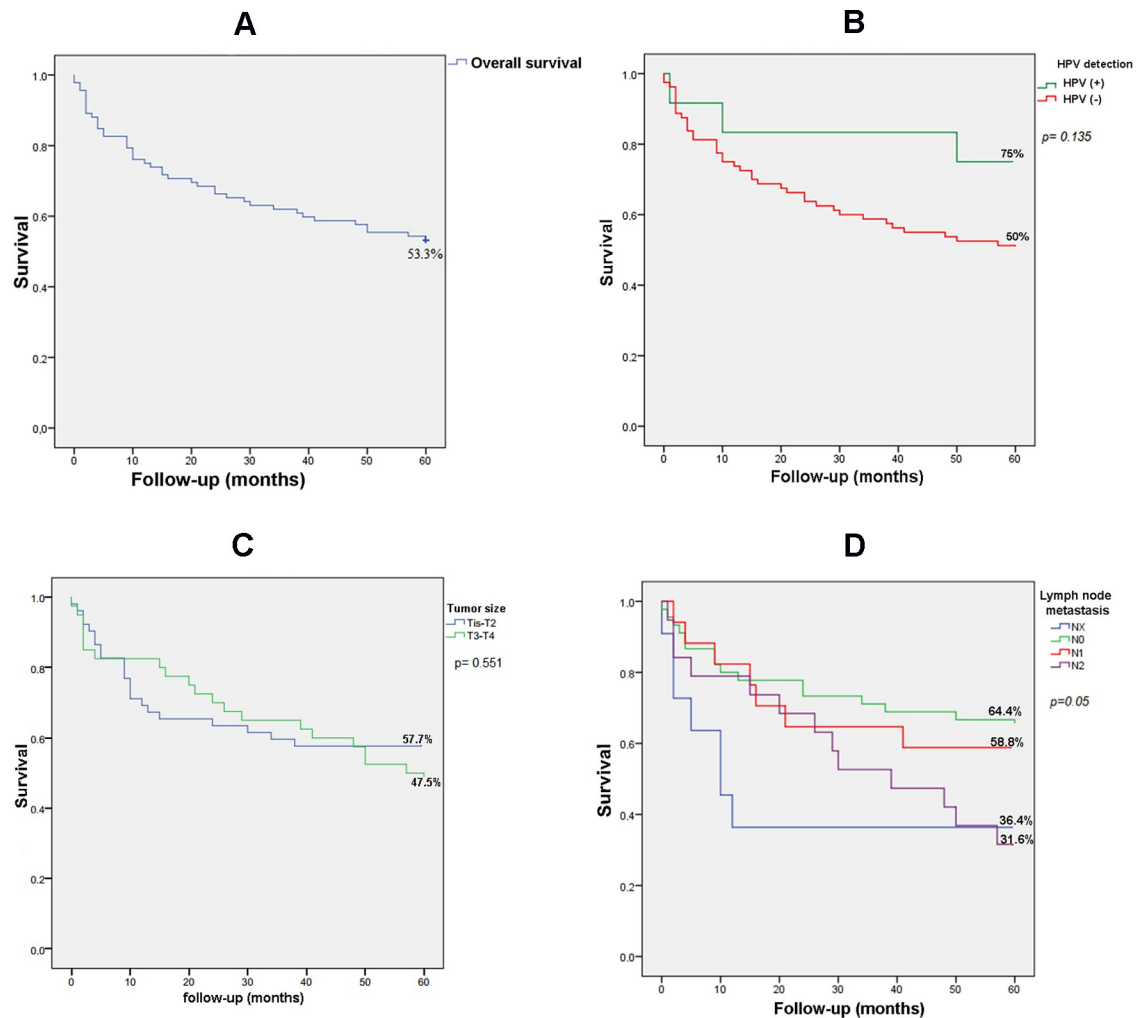 A
Overall survival
1.0
0.8
0.6
0.4
0.2
0,0
Survival
53.3%
0 10 20 30 40 50 60
Follow-up (months)
B
HPV detection
HPV (+)
HPV (-)
p= 0.135
1.0
0.8
0.6
0.4
0.2
0.0
Survival
75%
50%
0 10 20 30 40 50 60
Follow-up (months)
C
Tumor size
Tis-T2
T3-T4
p= 0.551
1.0
0.8
0.6
0.4
0.2
0.0
Survival
57.7%
47.5%
0 10 20 30 40 50 60
follow-up (months)
D
Lymph node
metastasis
NX
N0
N1
N2
p=0.05
1.0
0.8
0.6
0.4
0.2
0.0
Survival
64.4%
58.8%
36.4%
31.6%
0 10 20 30 40 50 60
Follow-up (months)